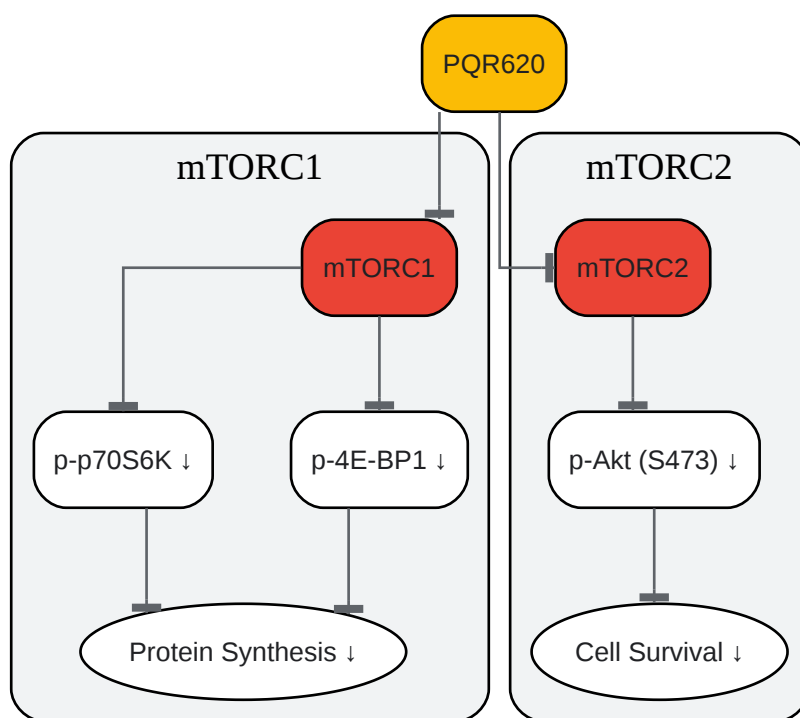 PQR620
mTORC1
mTORC2
mTORC1
mTORC2
p-p70S6K ↓
p-4E-BP1 ↓
p-Akt (S473) ↓
Protein Synthesis ↓
Cell Survival ↓